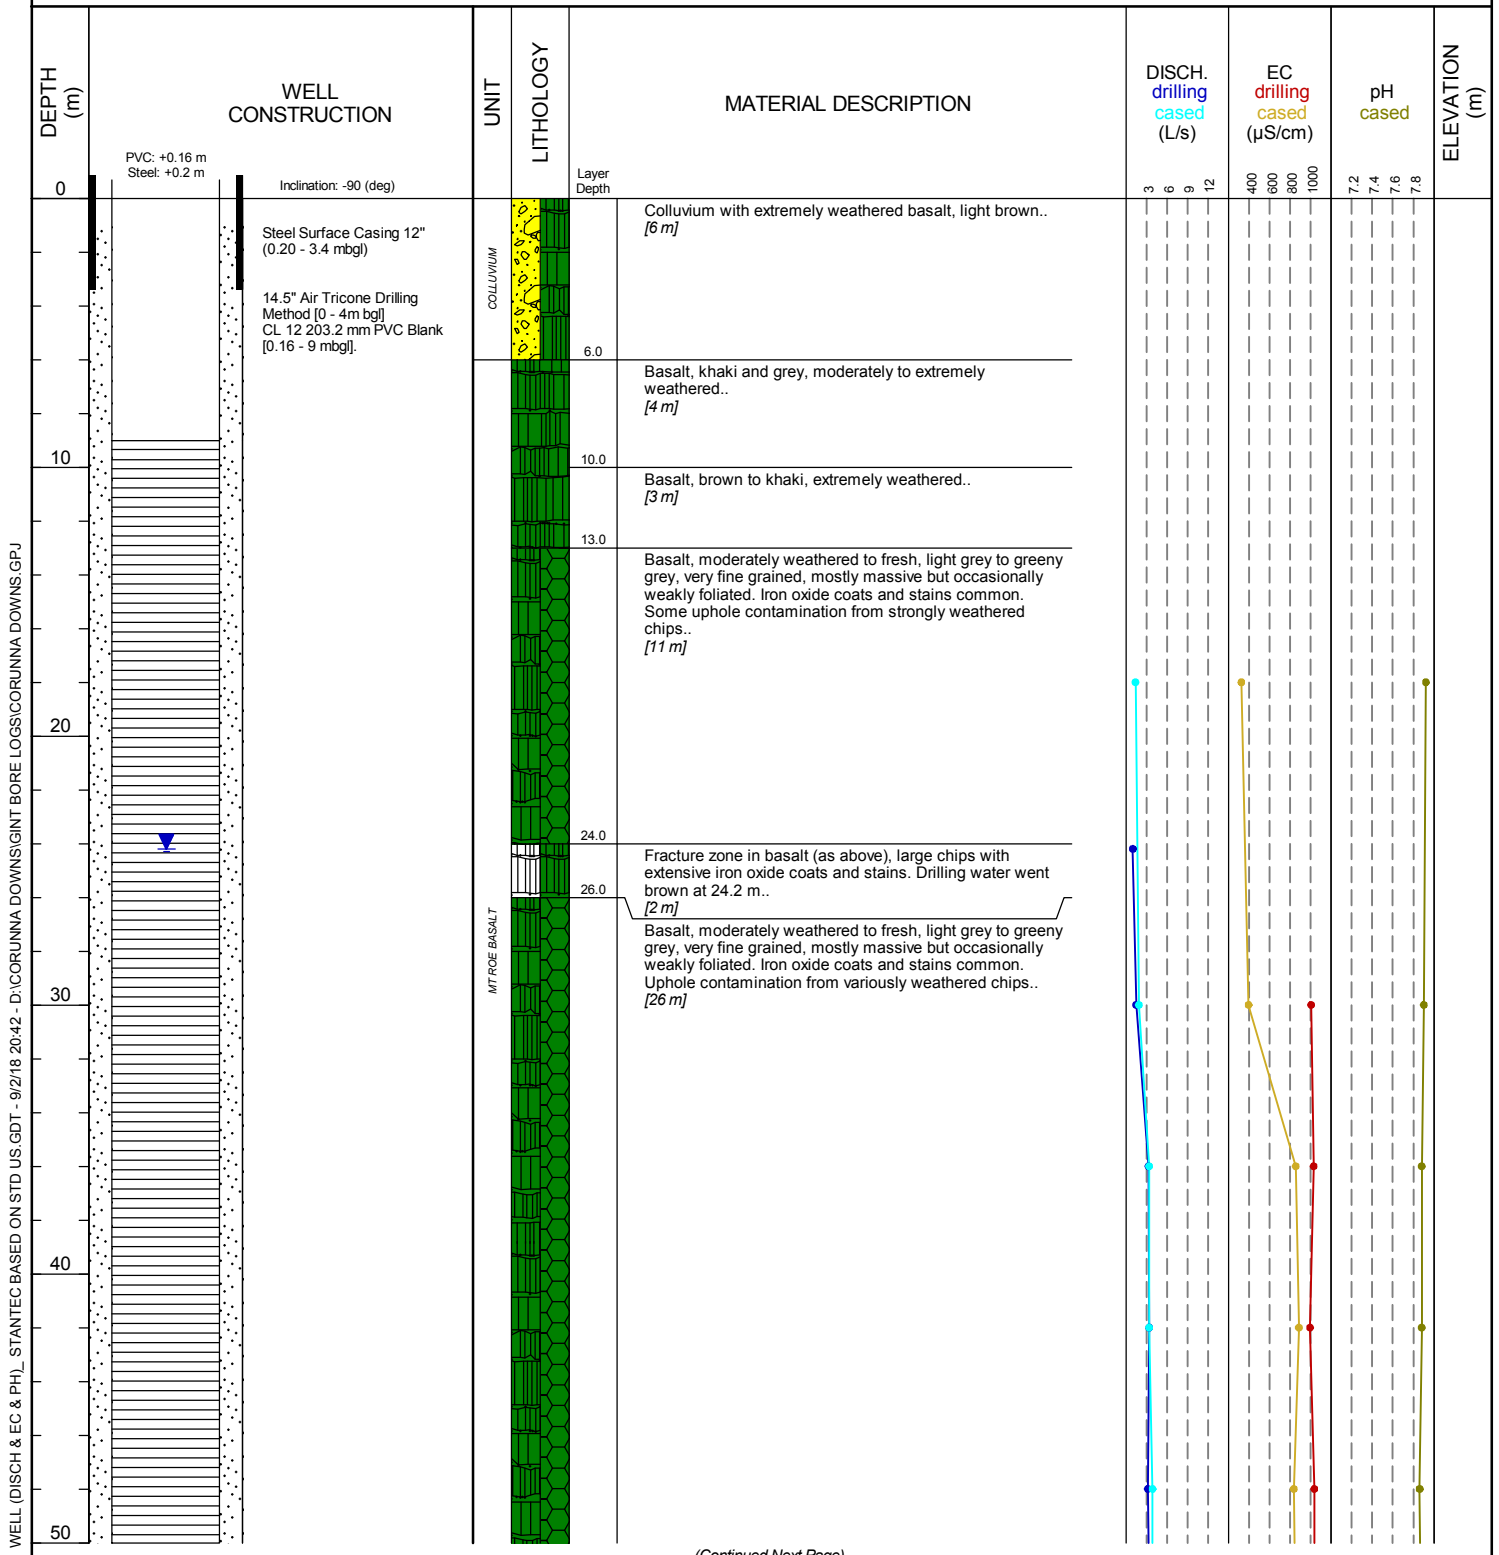 DEPTH
(m)
WELL
CONSTRUCTION
UNIT
LITHOLOGY
MATERIAL DESCRIPTION
DISCH.
drilling
cased
(L/s)
EC
drilling
cased
(µS/cm)
pH
cased
ELEVATION
(m)
PVC: +0.16 m
Steel: +0.2 m
Inclination: -90 (deg)
Layer
Depth
3 6 9 12
400 600 800 1000
7.2 7.4 7.6 7.8
0
Steel Surface Casing 12"
(0.20 - 3.4 mbgl)
14.5" Air Tricone Drilling
Method [0 - 4m bgl]
CL 12 203.2 mm PVC Blank
[0.16 - 9 mbgl].
COLLUVIUM
Colluvium with extremely weathered basalt, light brown..
[6 m]
6.0
Basalt, khaki and grey, moderately to extremely
weathered..
[4 m]
10
10.0
Basalt, brown to khaki, extremely weathered..
[3 m]
13.0
Basalt, moderately weathered to fresh, light grey to greeny
grey, very fine grained, mostly massive but occasionally
weakly foliated. Iron oxide coats and stains common.
Some uphole contamination from strongly weathered
chips..
[11 m]
20
24.0
Fracture zone in basalt (as above), large chips with
extensive iron oxide coats and stains. Drilling water went
brown at 24.2 m..
[2 m]
26.0
MT ROE BASALT
Basalt, moderately weathered to fresh, light grey to greeny
grey, very fine grained, mostly massive but occasionally
weakly foliated. Iron oxide coats and stains common.
Uphole contamination from variously weathered chips..
[26 m]
30
40
50
(Continued Next Page)
WELL (DISCH & EC & PH)_ STANTEC BASED ON STD US.GDT - 9/2/18 20:42 - D:\CORUNNA DOWNS\GINT BORE LOGS\CORUNNA DOWNS.GPJ